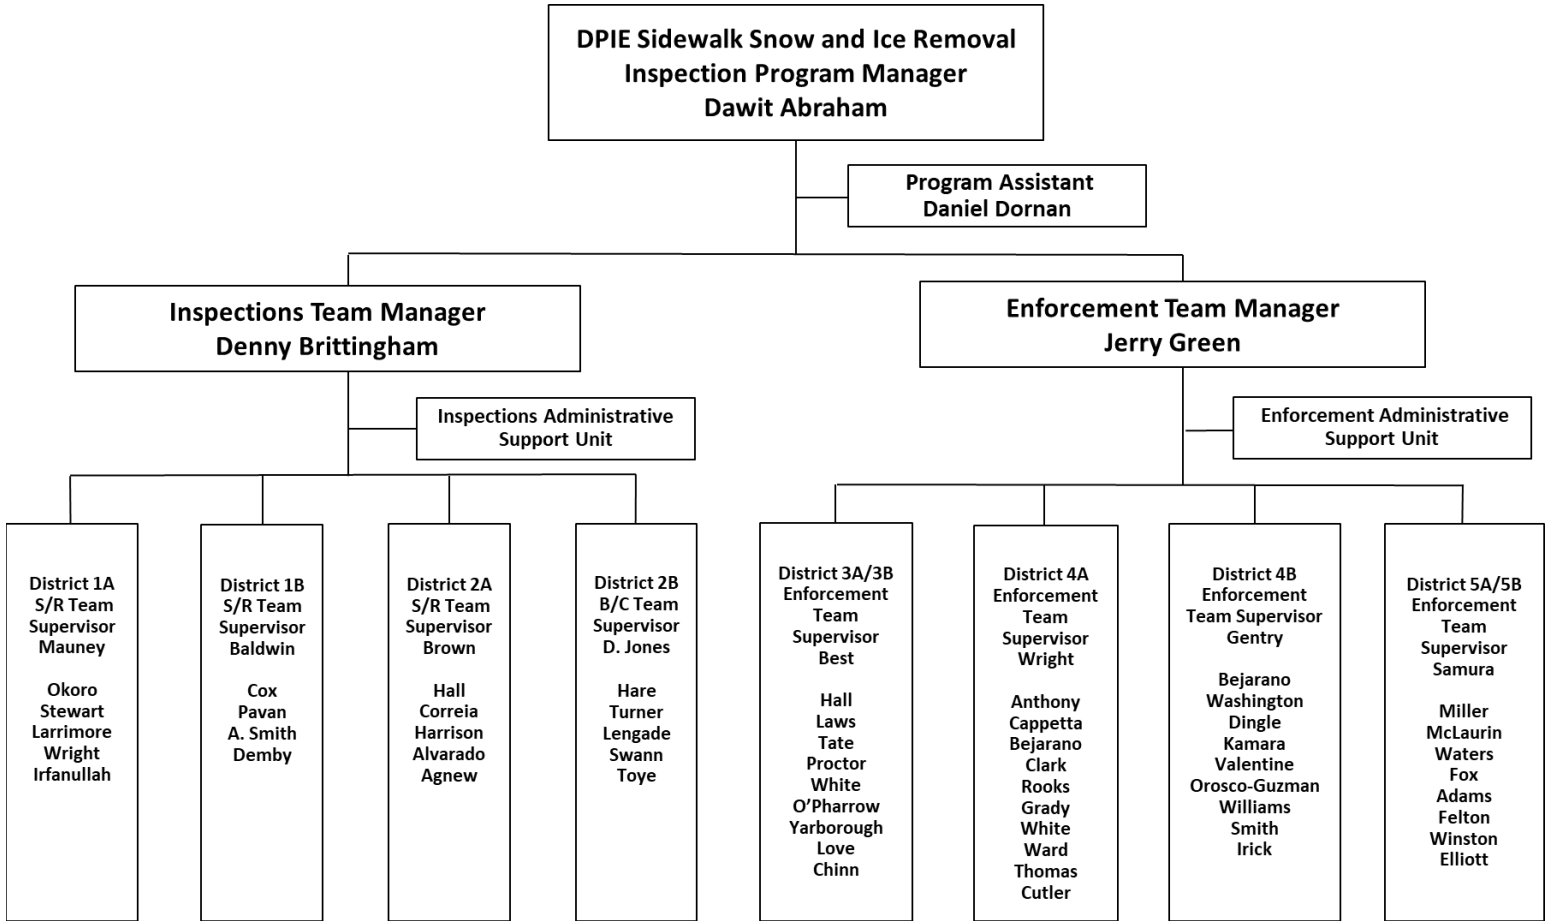 DPIE Sidewalk Snow and Ice Removal
Inspection Program Manager
Dawit Abraham
Program Assistant
Daniel Dornan
Inspections Team Manager
Denny Brittingham
Enforcement Team Manager
Jerry Green
Inspections Administrative
Support Unit
Enforcement Administrative
Support Unit
District 1A
S/R Team
Supervisor
Mauney
Okoro
Stewart
Larrimore
Wright
Irfanullah
District 1B
S/R Team
Supervisor
Baldwin
Cox
Pavan
A. Smith
Demby
District 2A
S/R Team
Supervisor
Brown
Hall
Correia
Harrison
Alvarado
Agnew
District 2B
B/C Team
Supervisor
D. Jones
Hare
Turner
Lengade
Swann
Toye
District 3A/3B
Enforcement
Team
Supervisor
Best
Hall
Laws
Tate
Proctor
White
O’Pharrow
Yarborough
Love
Chinn
District 4A
Enforcement
Team
Supervisor
Wright
Anthony
Cappetta
Bejarano
Clark
Rooks
Grady
White
Ward
Thomas
Cutler
District 4B
Enforcement
Team Supervisor
Gentry
Bejarano
Washington
Dingle
Kamara
Valentine
Orosco-Guzman
Williams
Smith
Irick
District 5A/5B
Enforcement
Team
Supervisor
Samura
Miller
McLaurin
Waters
Fox
Adams
Felton
Winston
Elliott